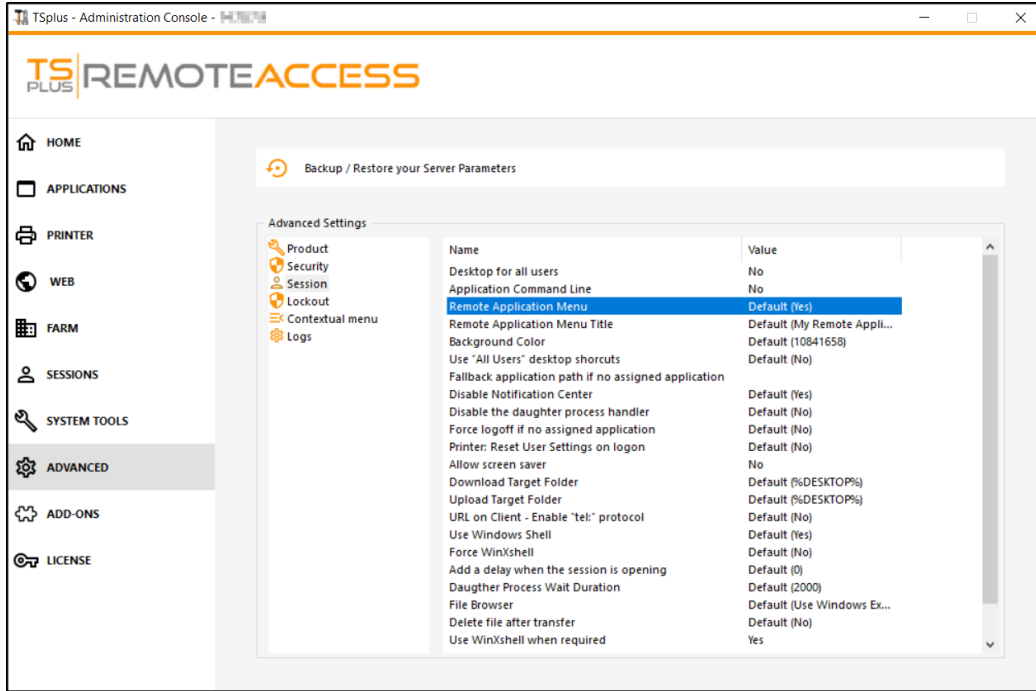 TSplus - Administration Console -
TS PLUS REMOTEACCESS
HOME
APPLICATIONS
PRINTER
WEB
FARM
SESSIONS
SYSTEM TOOLS
ADVANCED
ADD-ONS
LICENSE
Backup / Restore your Server Parameters
Advanced Settings
Product
Security
Session
Lockout
Contextual menu
Logs
Name Value
Desktop for all users No
Application Command Line No
Remote Application Menu Default (Yes)
Remote Application Menu Title Default (My Remote Appli...
Background Color Default (10841658)
Use "All Users" desktop shorcuts Default (No)
Fallback application path if no assigned application
Disable Notification Center Default (Yes)
Disable the daughter process handler Default (No)
Force logoff if no assigned application Default (No)
Printer: Reset User Settings on logon Default (No)
Allow screen saver No
Download Target Folder Default (%DESKTOP%)
Upload Target Folder Default (%DESKTOP%)
URL on Client - Enable "tel:" protocol Default (No)
Use Windows Shell Default (Yes)
Force WinXshell Default (No)
Add a delay when the session is opening Default (0)
Daugther Process Wait Duration Default (2000)
File Browser Default (Use Windows Ex...
Delete file after transfer Default (No)
Use WinXshell when required Yes